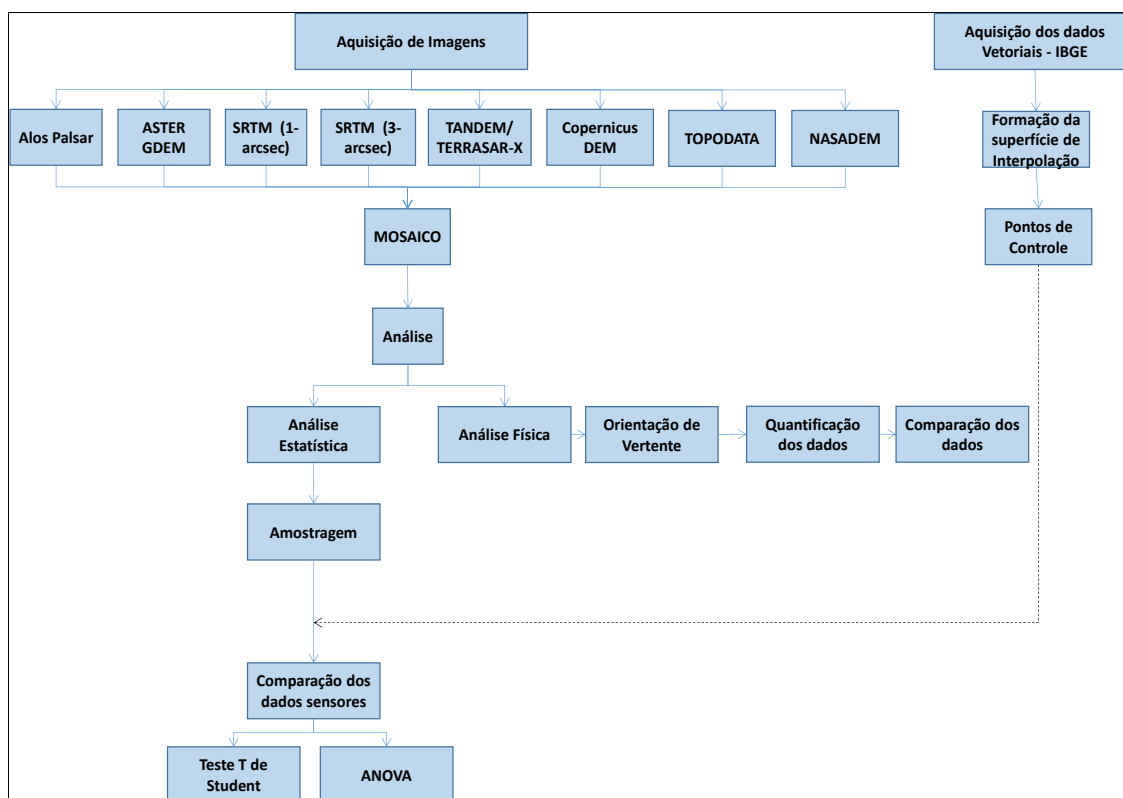 Aquisição de Imagens
Aquisição dos dados
Vetoriais - IBGE
Alos Palsar
ASTER
GDEM
SRTM (1-
arcsec)
SRTM (3-
arcsec)
TANDEM/
TERRASAR-X
Copernicus
DEM
TOPODATA
NASADEM
Formação da
superfície de
Interpolação
MOSAICO
Pontos de
Controle
Análise
Análise
Estatística
Análise Física
Orientação de
Vertente
Quantificação
dos dados
Comparação dos
dados
Amostragem
Comparação dos
dados sensores
Teste T de
Student
ANOVA